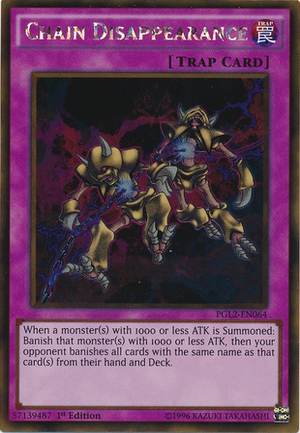 CHAIN DISAPPEARANCE
TRAP
罠
[TRAP CARD]
PGL2-EN064
When a monster(s) with 1000 or less ATK is Summoned:
Banish that monster(s) with 1000 or less ATK, then your
opponent banishes all cards with the same name as that
card(s) from their hand and Deck.
57139487
1st Edition
©1996 KAZUKI TAKAHASHI